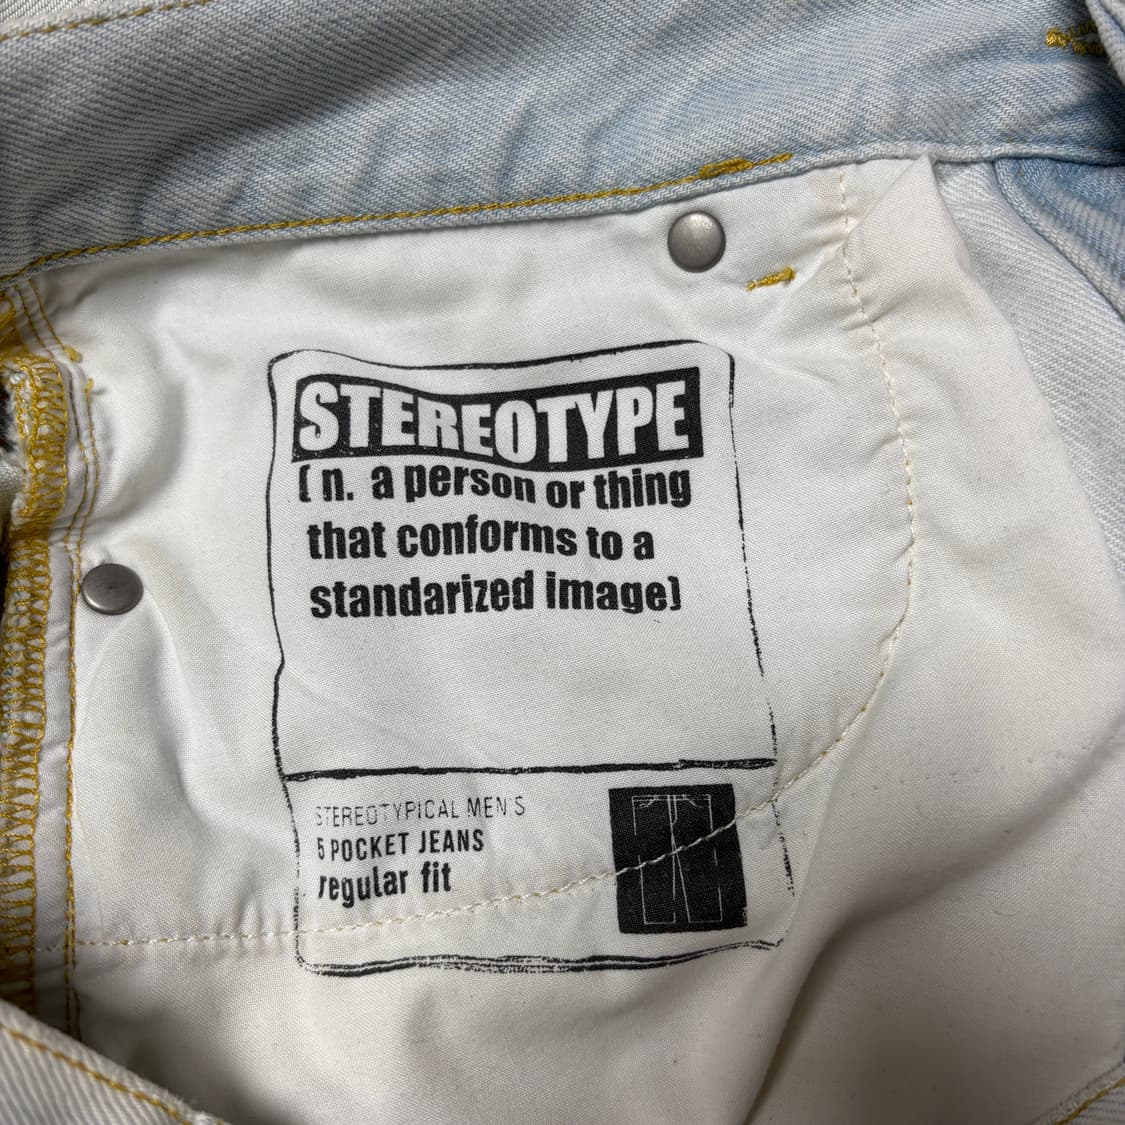 STEREOTYPE
( n. a person or thing
that conforms to a
standarized image)
STEREOTYPICAL MEN'S
5 POCKET JEANS
regular fit